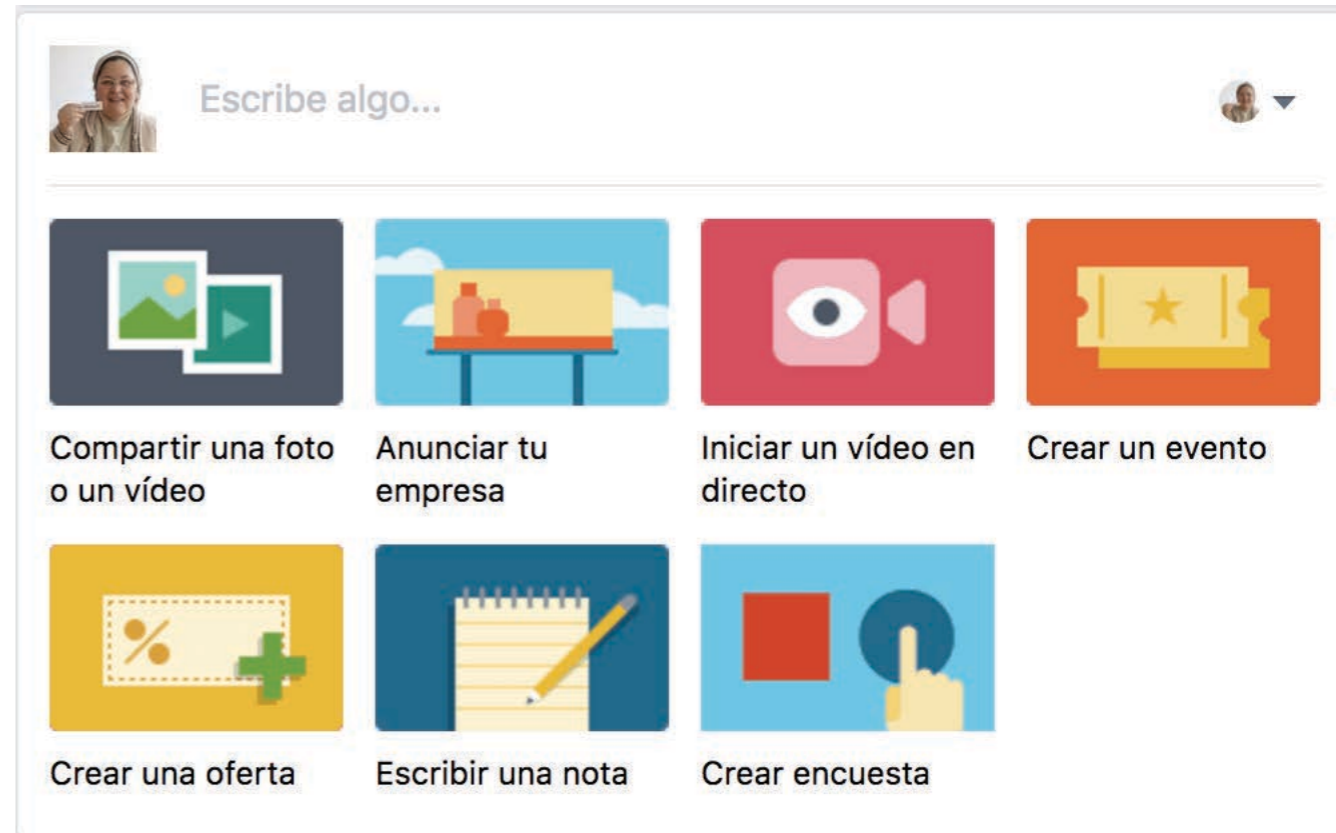 Escribe algo...
Compartir una foto
o un vídeo
Anunciar tu
empresa
Iniciar un vídeo en
directo
Crear un evento
Crear una oferta
Escribir una nota
Crear encuesta